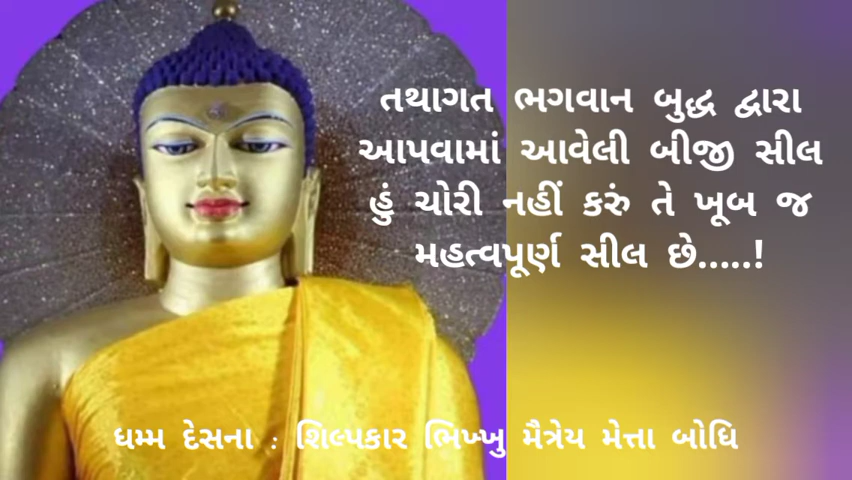 તથાગત ભગવાન બુદ્ધ દ્વારા
આપવામાં આવેલી બીજી સીલ
હું ચોરી નહીં કરું તે ખૂબ જ
મહત્વપૂર્ણ સીલ છે.....!
ધમ્મ દેસના : શિલ્પકાર ભિખ્ખુ મૈત્રેય મેત્તા બોધિ